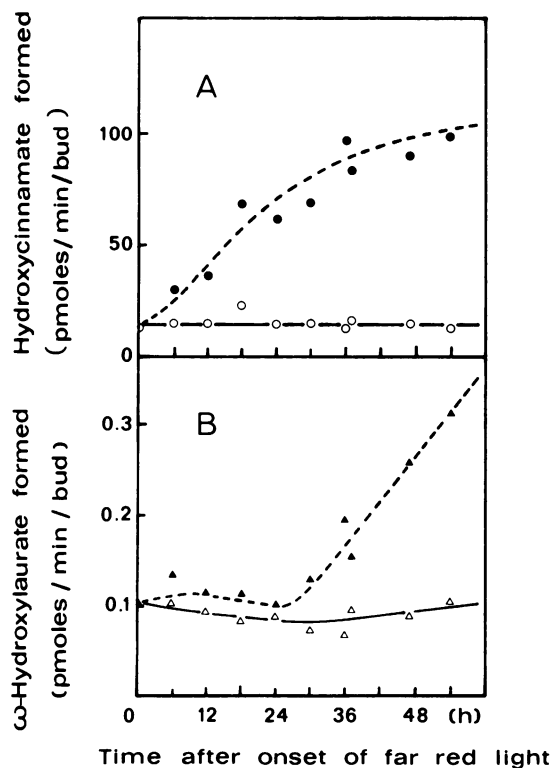 Hydroxycinnamate formed
(pmoles/min/bud)
A
100
50
0
ω-Hydroxylaurate formed
(pmoles / min / bud)
B
0.3
0.2
0.1
0 12 24 36 48 (h)
Time after onset of far red light